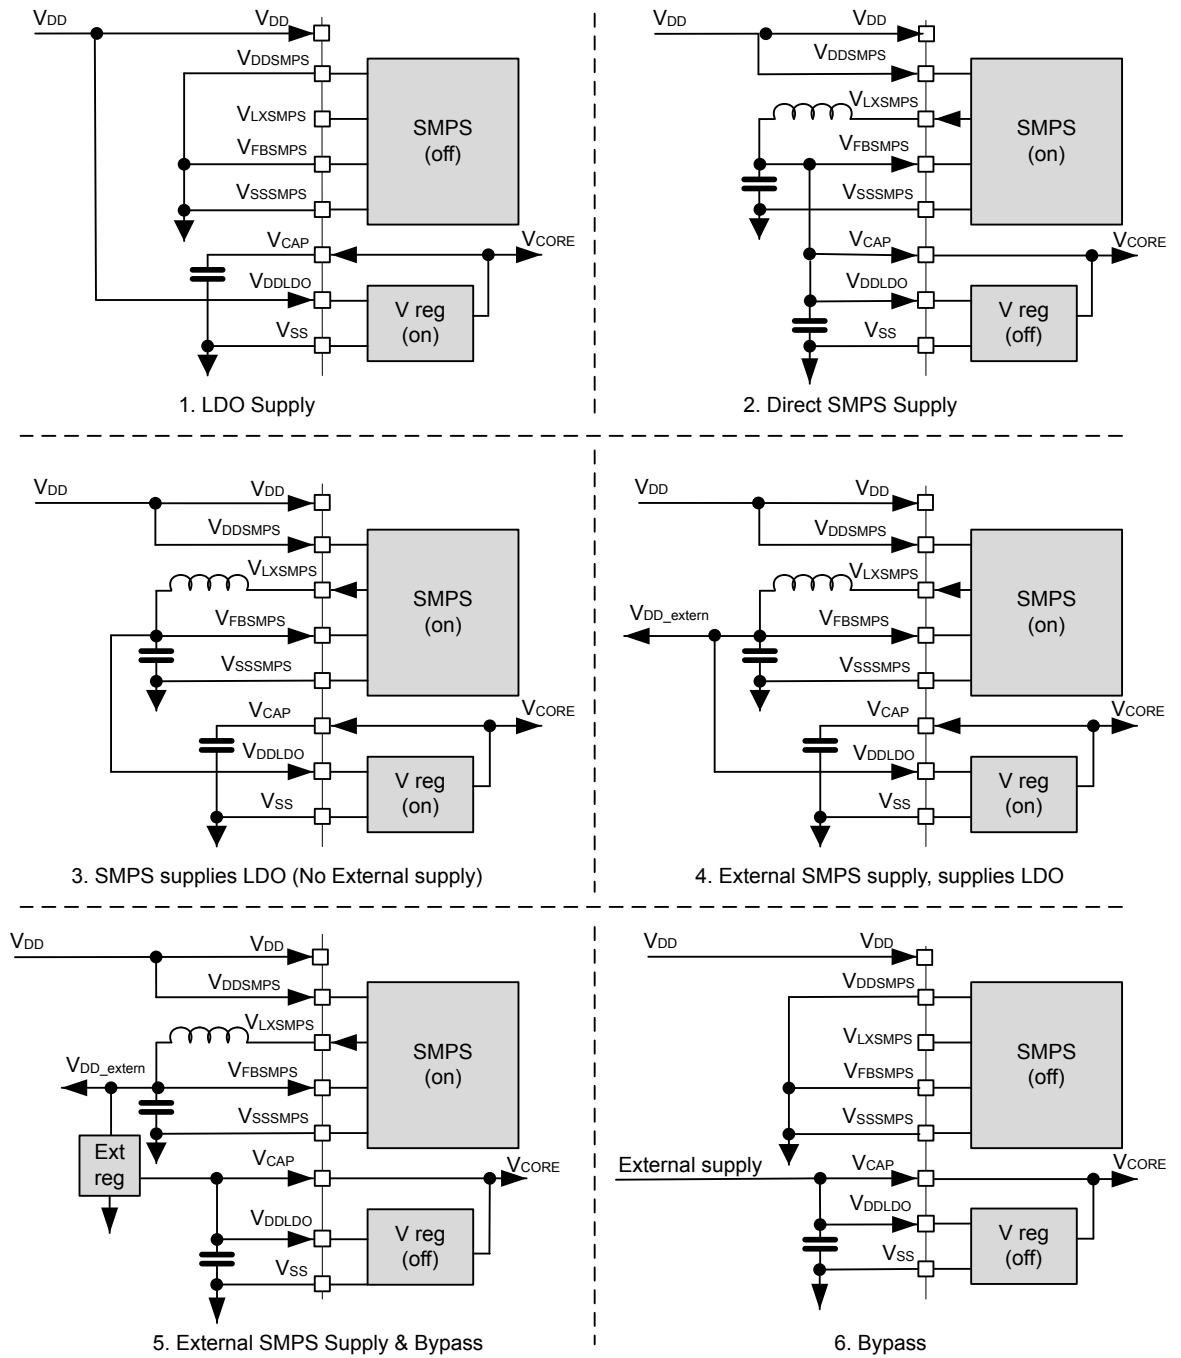 VDD VDD
VDDSMPS
VLXSMPS
SMPS
(off)
VFBSMPS
VSSSMPS
VCAP VCORE
VDDLDO
V reg
(on)
VSS
1. LDO Supply
VDD VDD
VDDSMPS
VLXSMPS
SMPS
(on)
VFBSMPS
VSSSMPS
VCAP VCORE
VDDLDO
V reg
(off)
VSS
2. Direct SMPS Supply
VDD VDD
VDDSMPS
VLXSMPS
SMPS
(on)
VFBSMPS
VSSSMPS
VCAP VCORE
VDDLDO
V reg
(on)
VSS
3. SMPS supplies LDO (No External supply)
VDD VDD
VDDSMPS
VLXSMPS
SMPS
(on)
VDD_extern VFBSMPS
VSSSMPS
VCAP VCORE
VDDLDO
V reg
(on)
VSS
4. External SMPS supply, supplies LDO
VDD VDD
VDDSMPS
VLXSMPS
SMPS
(on)
VDD_extern VFBSMPS
VSSSMPS
Ext
reg
VCAP VCORE
VDDLDO
V reg
(off)
VSS
5. External SMPS Supply & Bypass
VDD VDD
VDDSMPS
VLXSMPS
SMPS
(off)
VFBSMPS
VSSSMPS
External supply VCAP VCORE
VDDLDO
V reg
(off)
VSS
6. Bypass